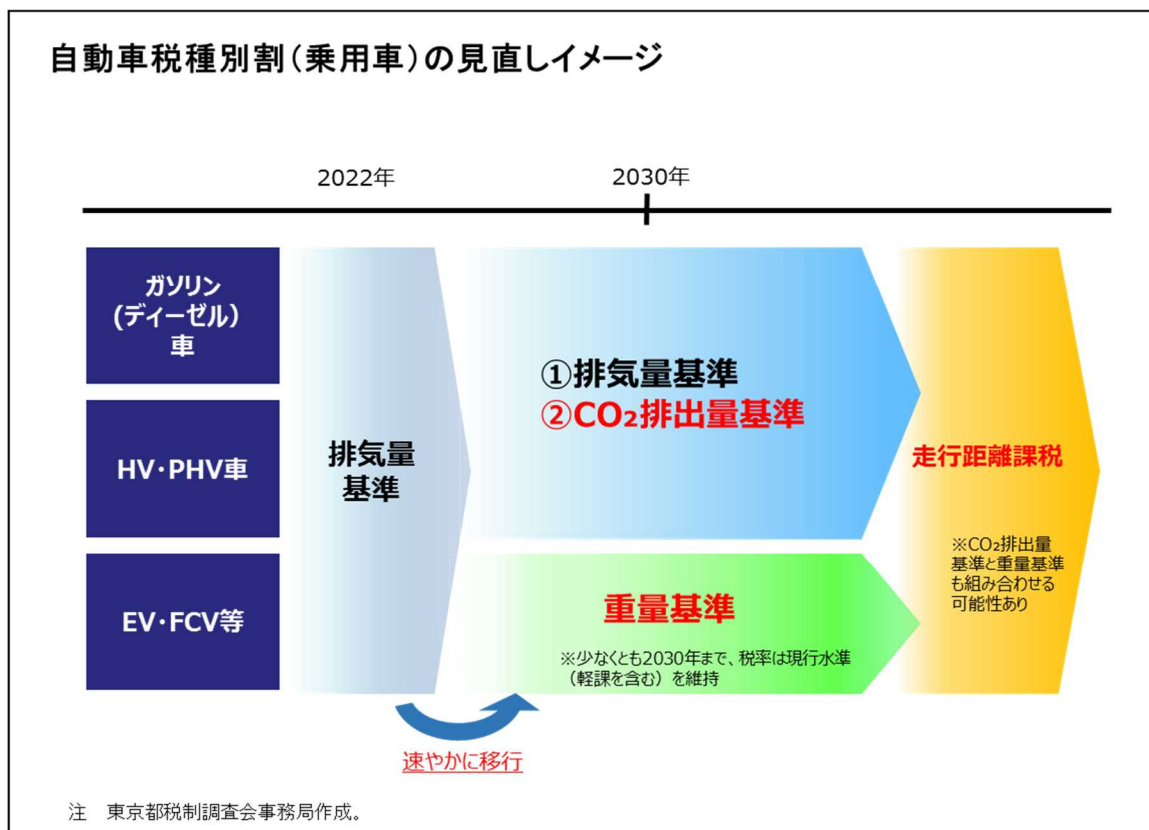 自動車税種別割(乗用車)の見直しイメージ
2022年
2030年
ガソリン
(ディーゼル)
車
HV・PHV車
EV・FCV等
排気量
基準
①排気量基準
②CO₂排出量基準
重量基準
※少なくとも2030年まで、税率は現行水準
(軽課を含む)を維持
走行距離課税
※CO₂排出量
基準と重量基準
も組み合わせる
可能性あり
速やかに移行
注　東京都税制調査会事務局作成。